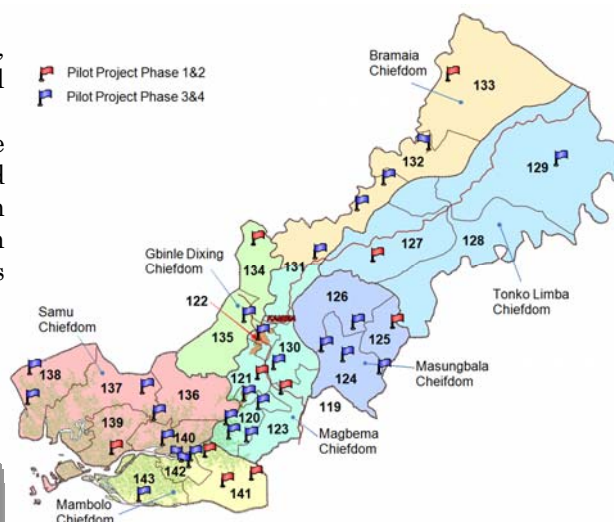 Pilot Project Phase 1&2
Pilot Project Phase 3&4
Bramaia
Chiefdom
133
132
129
127
128
134
131
Gbinle Dixing
Chiefdom
126
Tonko Limba
Chiefdom
122
Samu
Chiefdom
135
130
125
138
137
136
121
124
Masungbala
Cheifdom
119
139
120
123
140
Magbema
Chiefdom
142
143
141
Mambolo
Chiefdom